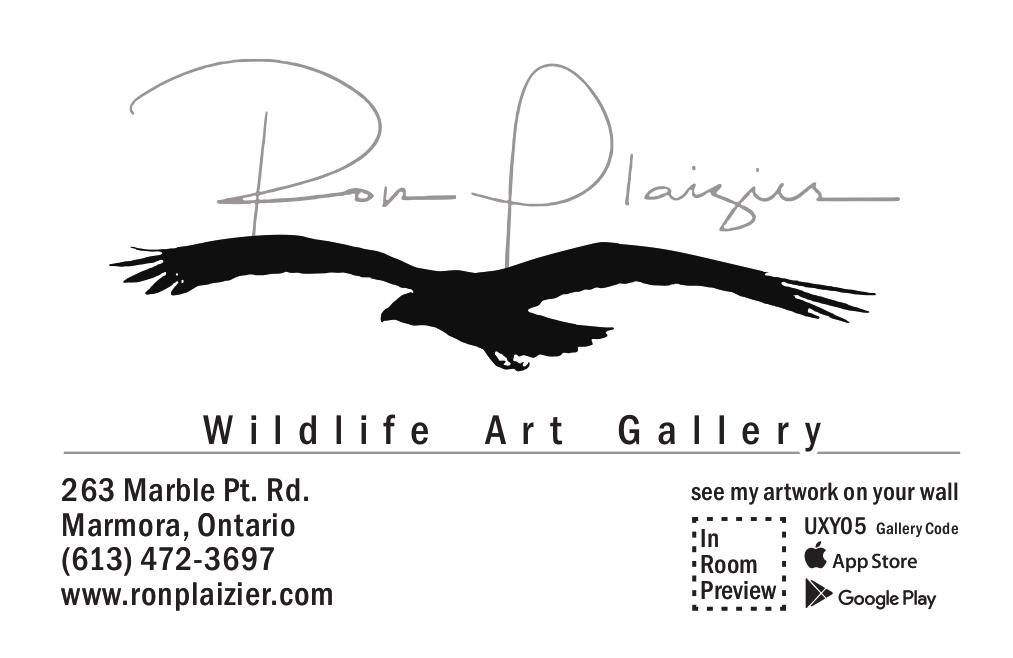 Ron Plaizier
Wildlife Art Gallery
263 Marble Pt. Rd.
Marmora, Ontario
(613) 472-3697
www.ronplaizier.com
see my artwork on your wall
In
Room
Preview
UXY05 Gallery Code
App Store
Google Play